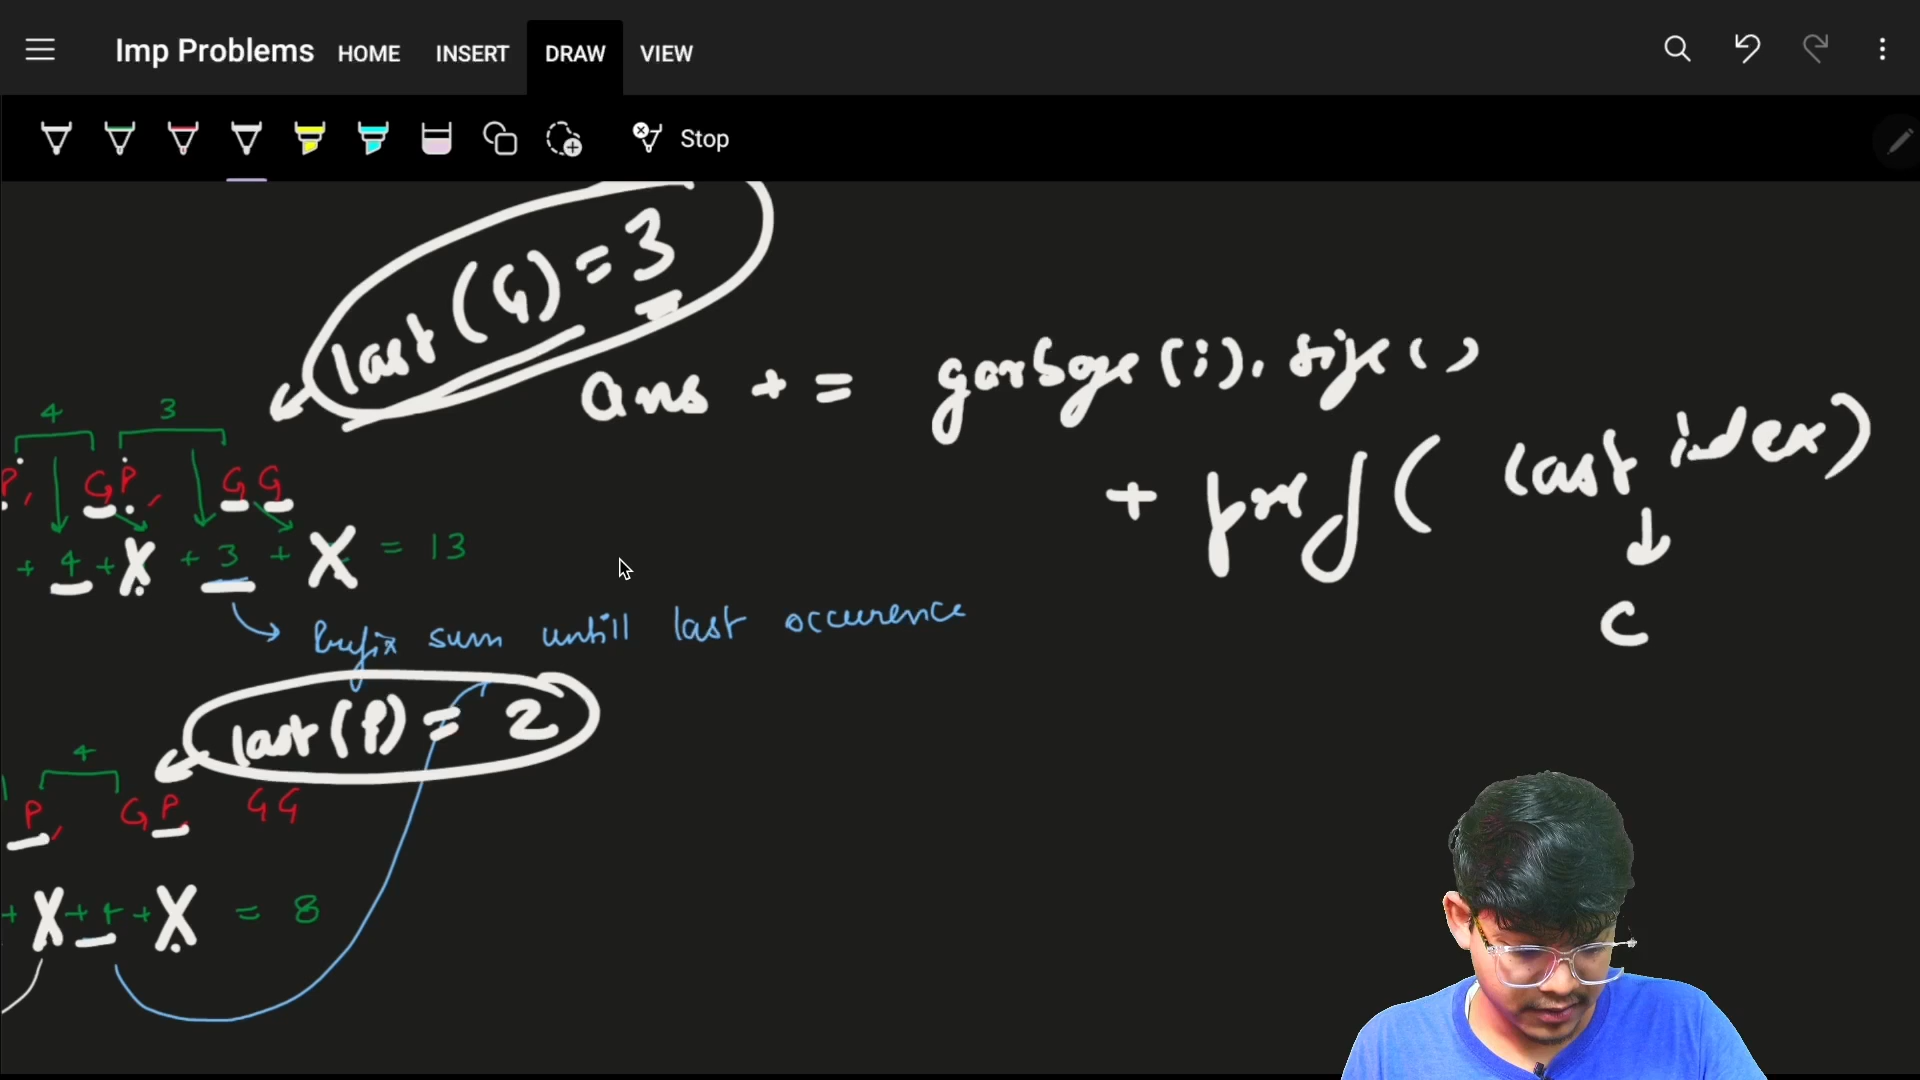 Imp Problems HOME INSERT DRAW VIEW
Stop
last (G) = 3
ans + = garbage (i). size ( )
+ pref ( last index)
c
4 3
P, GP, GG
+ 4 + X + 3 + X = 13
Prefix sum untill last occurence
last (P) = 2
4
P, GP, GG
+ X + 4 + X = 8